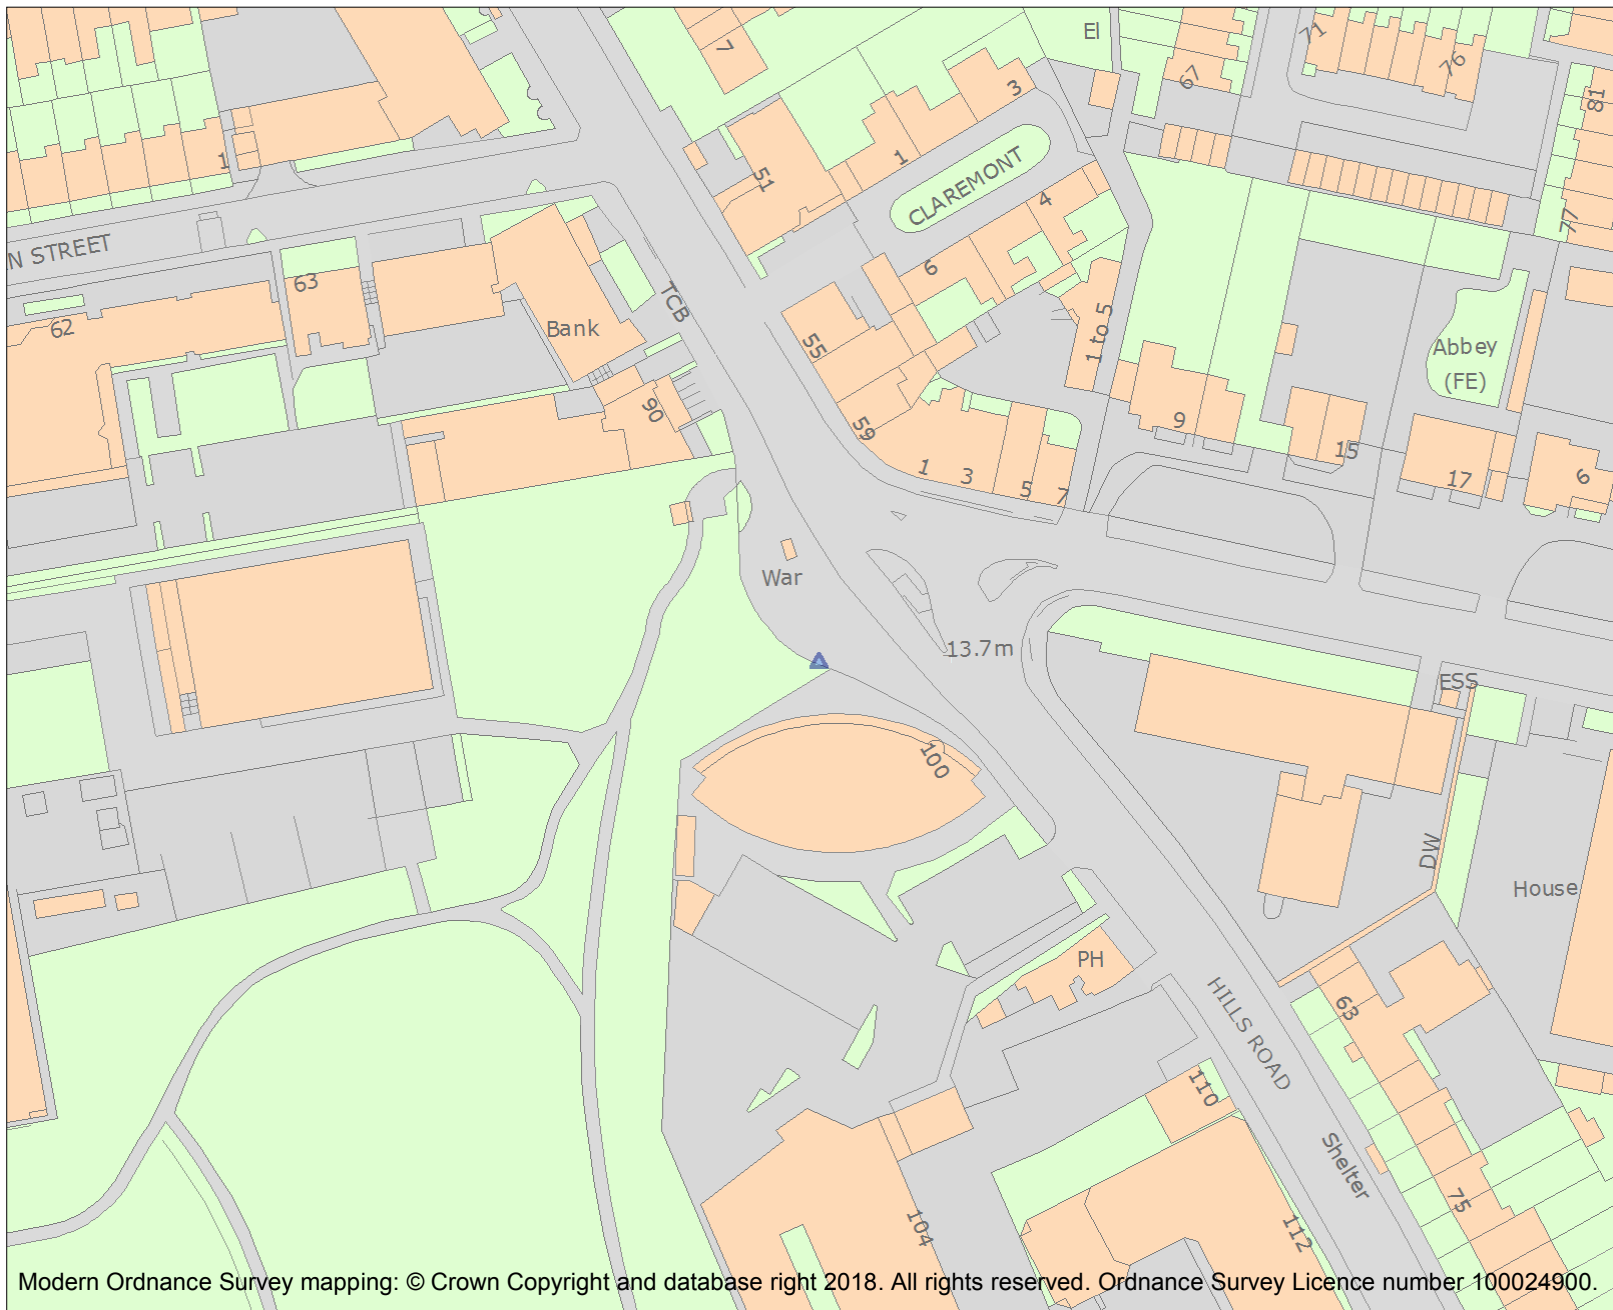 El
7
71
76
67
81
3
1
1
51
CLAREMONT
4
77
N STREET
63
6
62
TCB
Bank
55
1 to 5
Abbey
(FE)
90
59
9
15
1
3
5
7
17
6
War
13.7m
ESS
100
DW
House
PH
HILLS ROAD
63
110
Shelter
75
104
112
Modern Ordnance Survey mapping: © Crown Copyright and database right 2018. All rights reserved. Ordnance Survey Licence number 100024900.